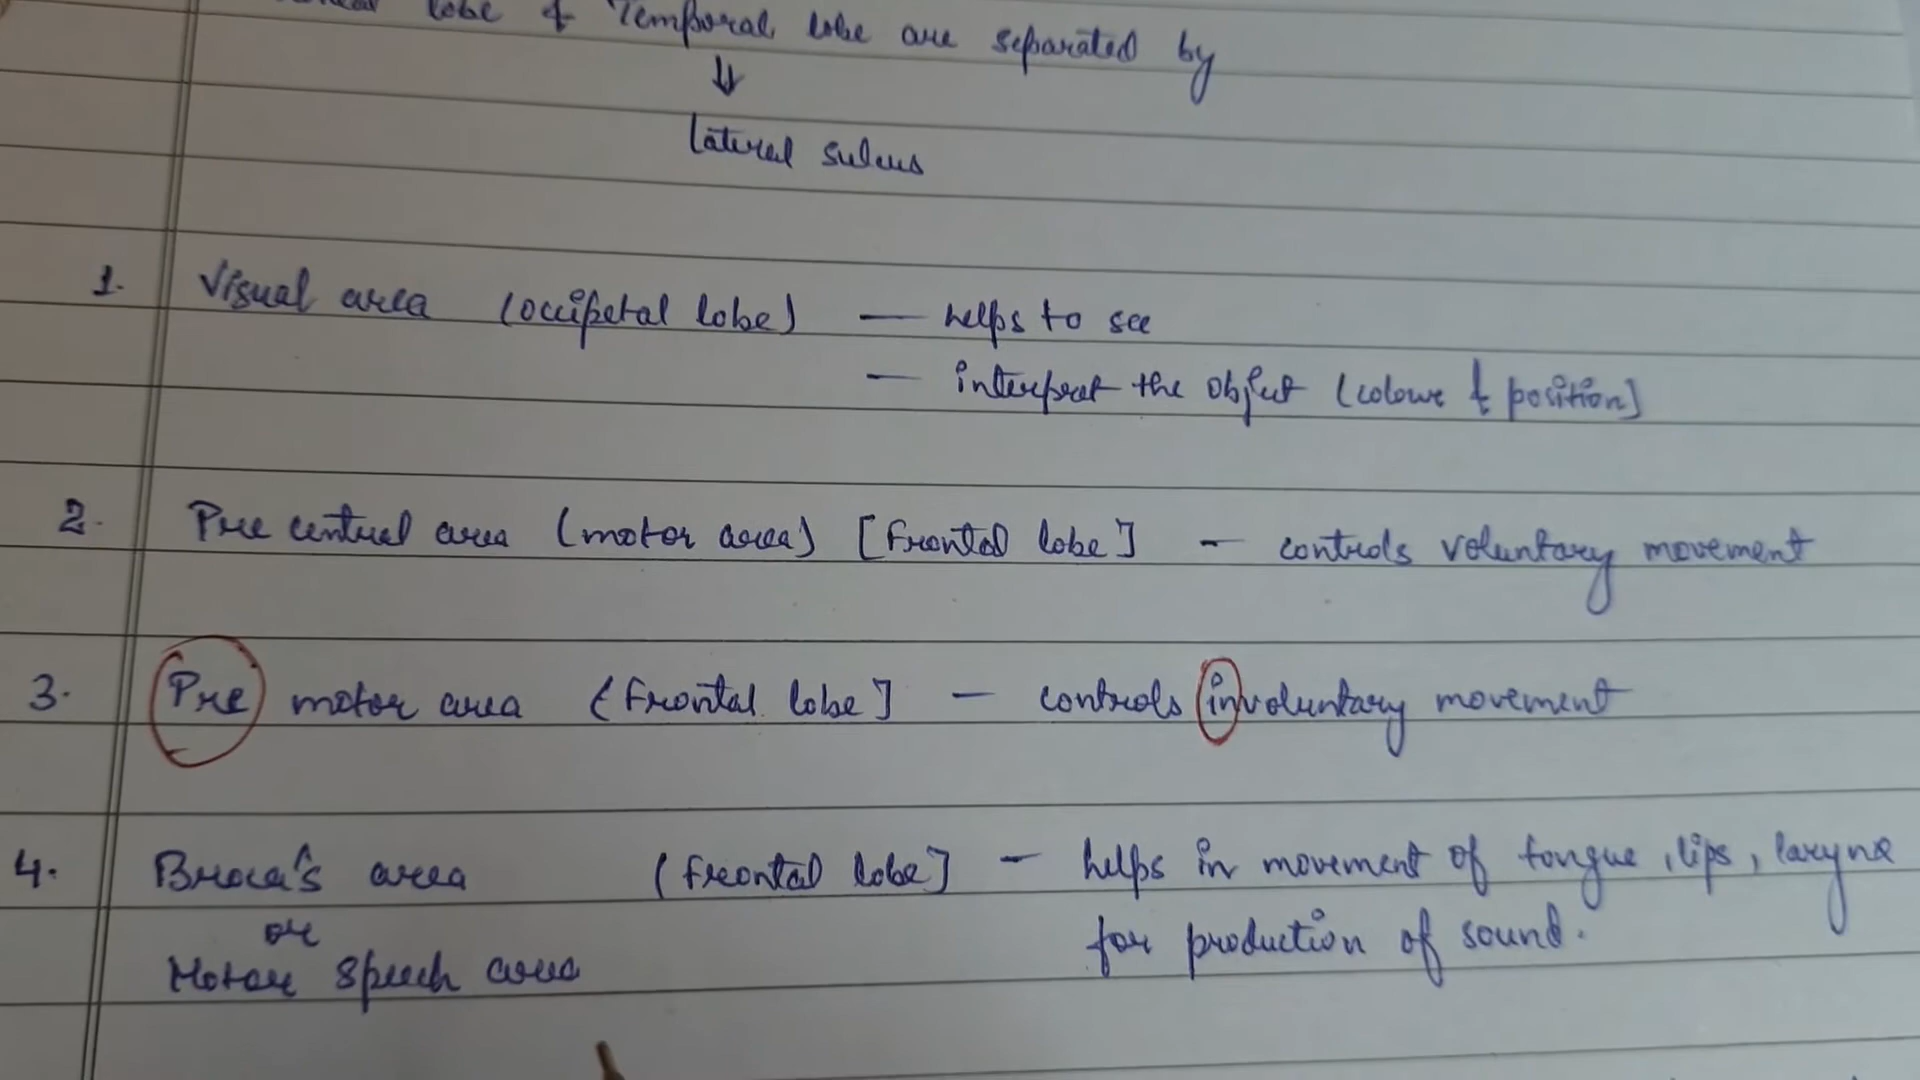 lobe & Temporal lobe are separated by
⇓
Lateral sulcus
1. Visual area (occipetal lobe) — helps to see
— interpreat the object (colour & position]
2. Pre central area (motor area) [frontal lobe] — controls voluntary movement
3. Pre motor area (frontal lobe] — controls involuntary movement
4. Broca's area (frontal lobe] — helps in movement of tongue, lips, larynx
or for production of sound.
Motor speech area